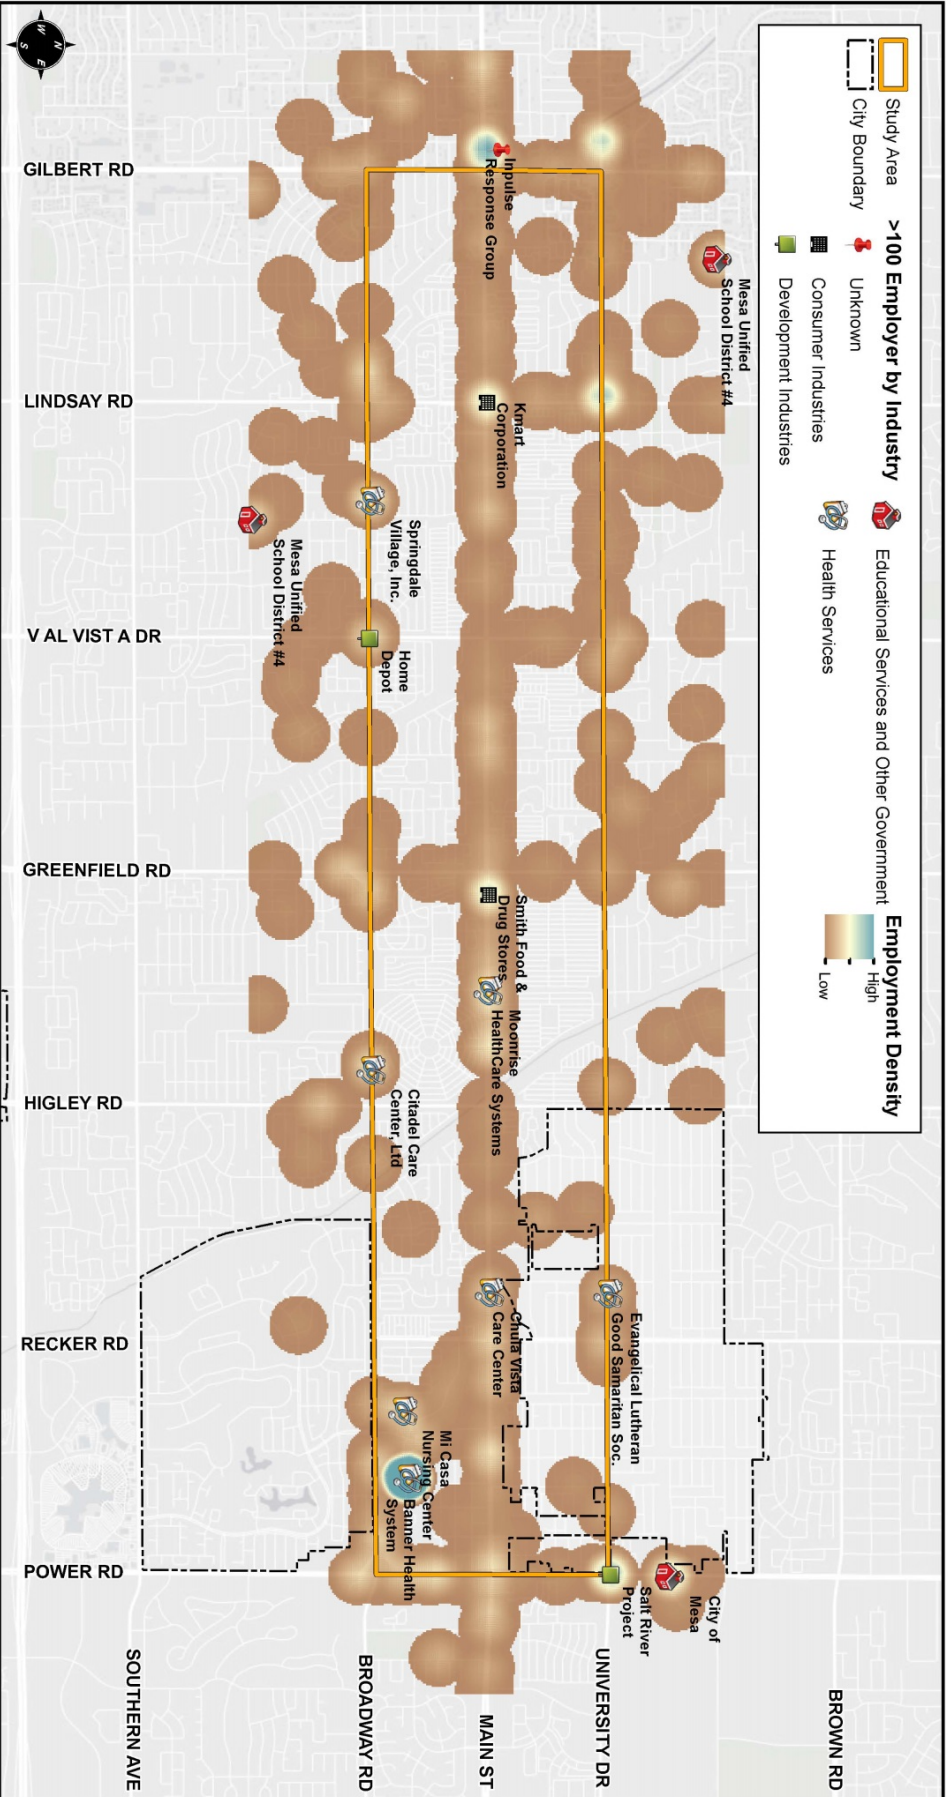 Study Area
City Boundary
>100 Employer by Industry
Unknown
Consumer Industries
Development Industries
Educational Services and Other Government
Health Services
Employment Density
High
Low
Mesa Unified
School District #4
Inpulse
Response Group
Kmart
Corporation
Springdale
Village, Inc.
Mesa Unified
School District #4
Home
Depot
Smith Food &
Drug Stores
Moonrise
HealthCare Systems
Citadel Care
Center, Ltd
Evangelical Lutheran
Good Samaritan Soc.
Chula Vista
Care Center
Mi Casa
Nursing Center
Banner Health
System
City of
Mesa
Salt River
Project
GILBERT RD
LINDSAY RD
V AL VIST A DR
GREENFIELD RD
HIGLEY RD
RECKER RD
POWER RD
BROWN RD
UNIVERSITY DR
MAIN ST
BROADWAY RD
SOUTHERN AVE
N
E
S
W